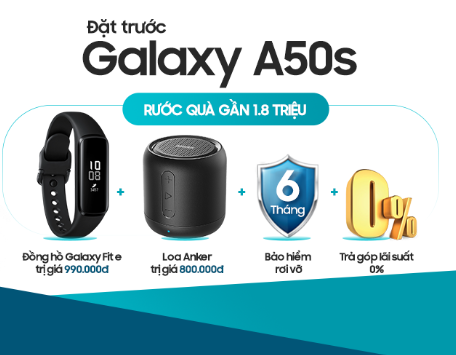 Đặt trước
Galaxy A50s
RƯỚC QUÀ GẦN 1.8 TRIỆU
6
Tháng
0%
Đồng hồ Galaxy Fit e
trị giá 990.000đ
Loa Anker
trị giá 800.000đ
Bảo hiểm
rơi vỡ
Trả góp lãi suất
0%